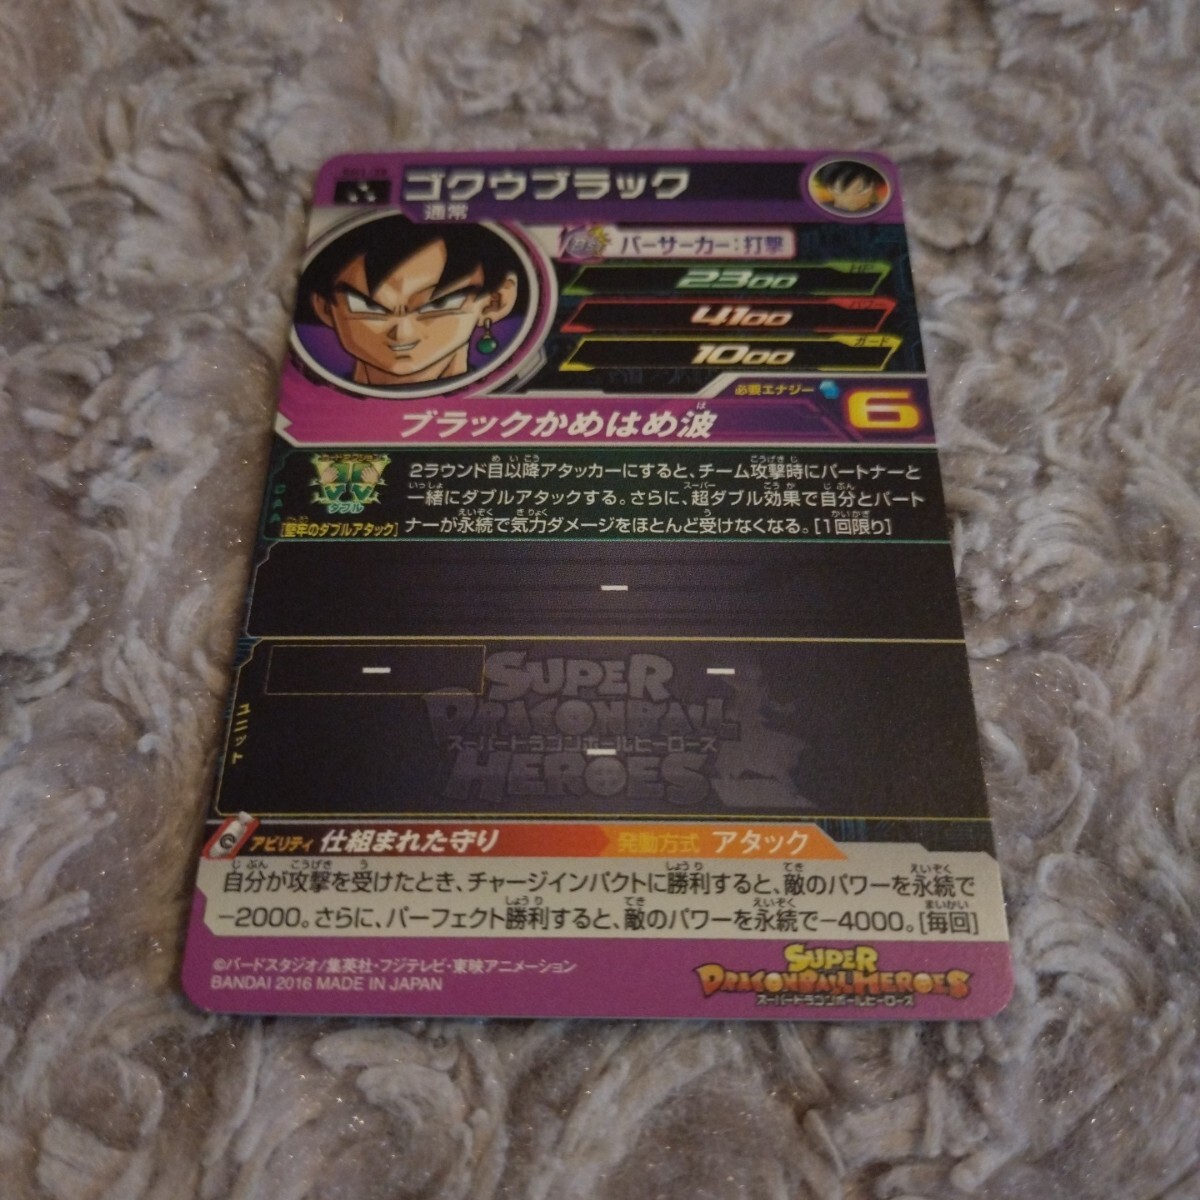 ゴクウブラック
通常
バーサーカー:打撃
HP
2300
パワー
4100
ガード
1000
必要エナジー
6
ブラックかめはめ波
ダブル
[堅牢のダブルアタック]
2ラウンド目以降アタッカーにすると、チーム攻撃時にパートナーと
一緒にダブルアタックする。さらに、超ダブル効果で自分とパート
ナーが永続で気力ダメージをほとんど受けなくなる。[1回限り]
CAA
ー
ユニット
ー
ー
ー
SUPER
DRAGONBALL
スーパードラゴンボールヒーローズ
HEROES
アビリティ 仕組まれた守り
発動方式 アタック
自分が攻撃を受けたとき、チャージインパクトに勝利すると、敵のパワーを永続で
−2000。さらに、パーフェクト勝利すると、敵のパワーを永続で−4000。[毎回]
©バードスタジオ/集英社・フジテレビ・東映アニメーション
BANDAI 2016 MADE IN JAPAN
SUPER
DRAGONBALL HEROES
スーパードラゴンボールヒーローズ